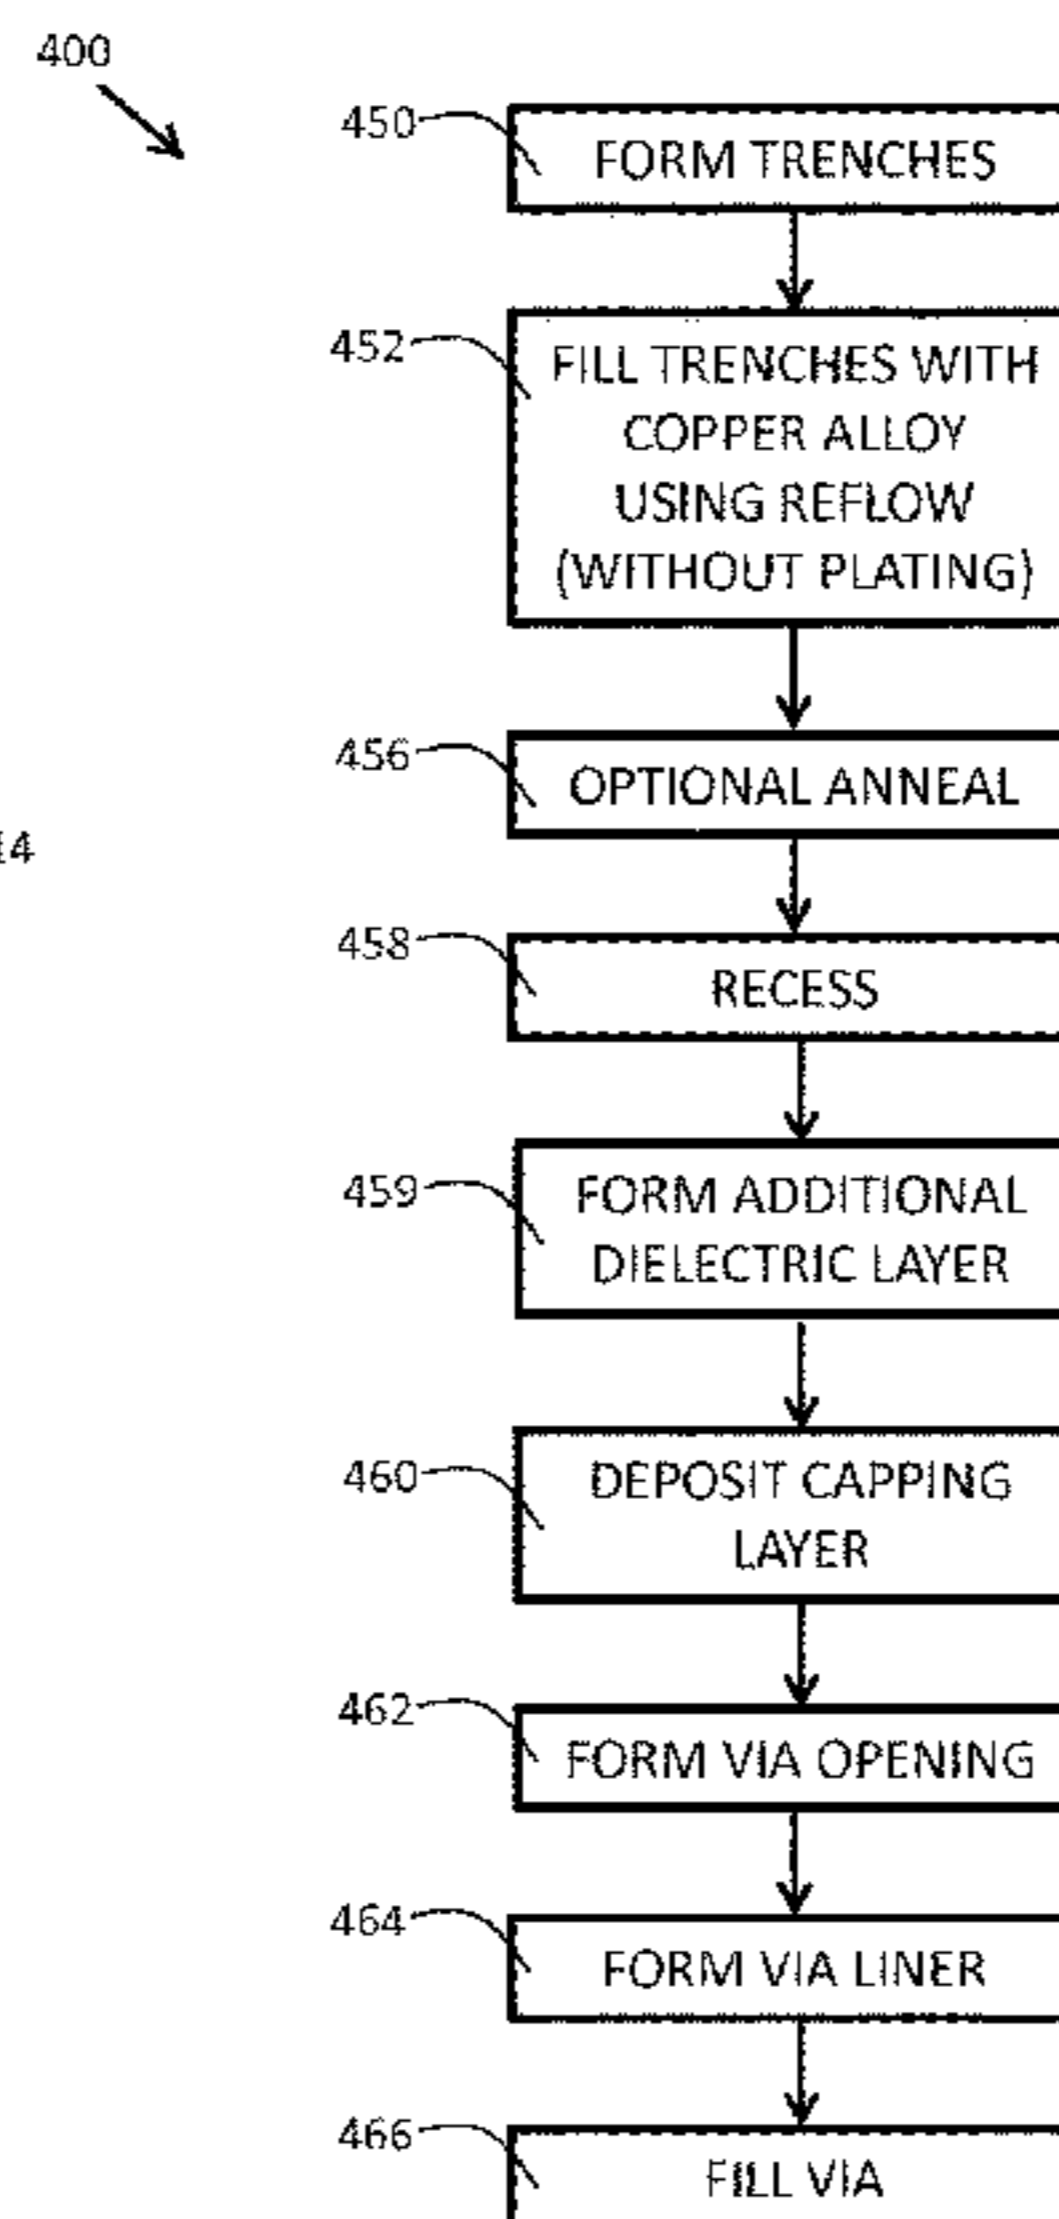 400
450
FORM TRENCHES
452
FILL TRENCHES WITH
COPPER ALLOY
USING REFLOW
(WITHOUT PLATING)
456
OPTIONAL ANNEAL
458
RECESS
459
FORM ADDITIONAL
DIELECTRIC LAYER
460
DEPOSIT CAPPING
LAYER
462
FORM VIA OPENING
464
FORM VIA LINER
466
FILL VIA